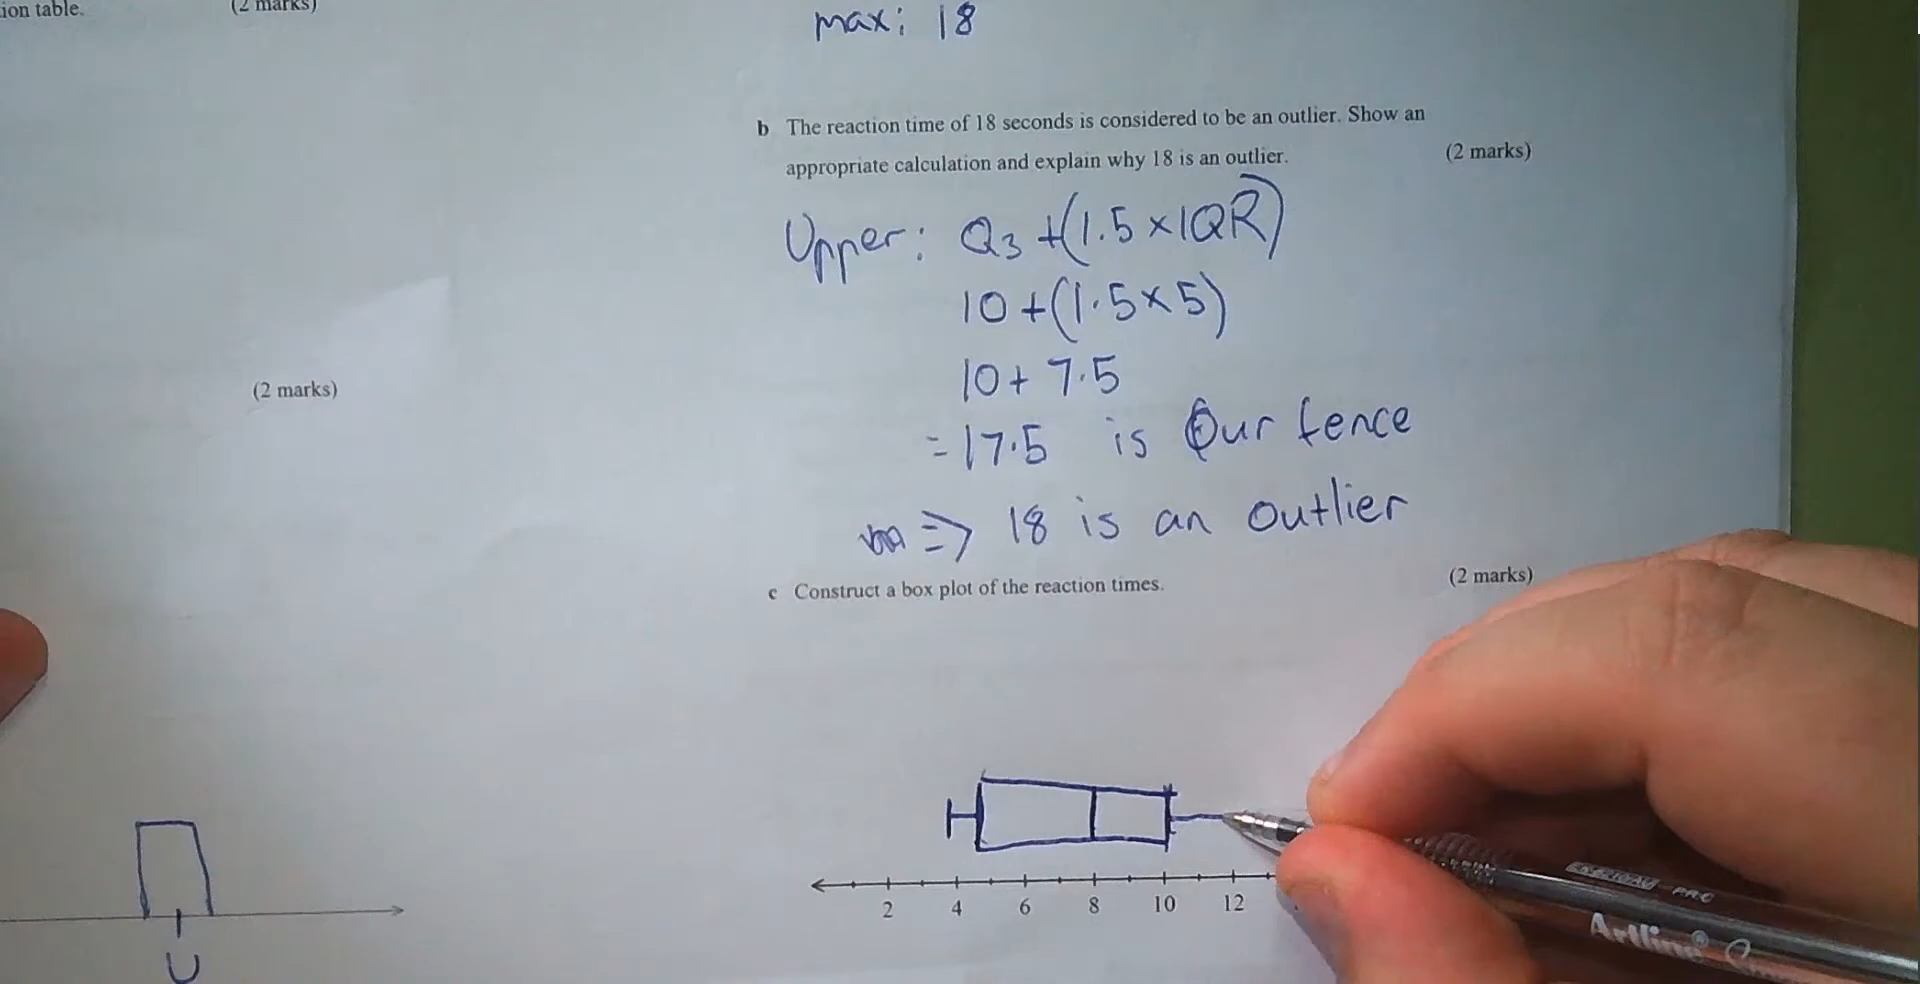 ion table.
(2 marks)
max: 18
b The reaction time of 18 seconds is considered to be an outlier. Show an
appropriate calculation and explain why 18 is an outlier.
(2 marks)
Upper: Q3 + (1.5 × IQR)
10 + (1.5 × 5)
10 + 7.5
= 17.5 is our fence
⇒ 18 is an outlier
(2 marks)
c Construct a box plot of the reaction times.
(2 marks)
2 4 6 8 10 12
Artline
PRO